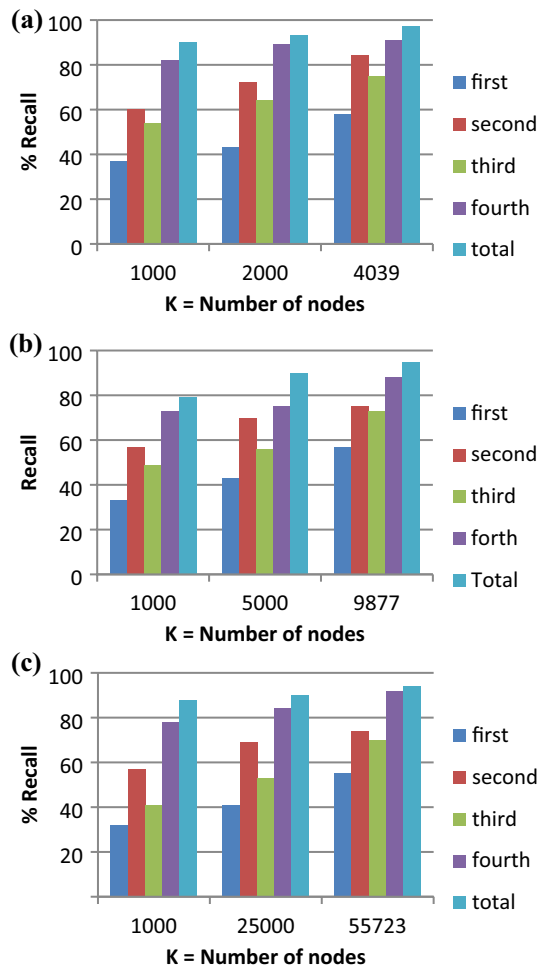 (a)
% Recall
100
80
60
40
20
0
1000 2000 4039
K = Number of nodes
first
second
third
fourth
total
(b)
Recall
100
80
60
40
20
0
1000 5000 9877
K = Number of nodes
first
second
third
forth
Total
(c)
% Recall
100
80
60
40
20
1000 25000 55723
K = Number of nodes
first
second
third
fourth
total